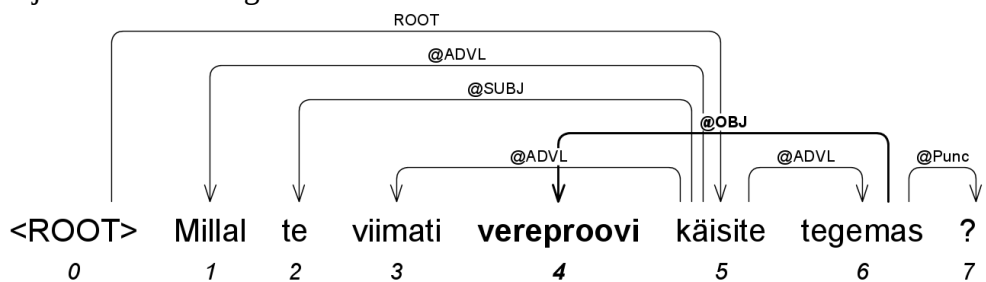 ROOT
@ADVL
@SUBJ
@OBJ
@ADVL @ADVL @Punc
<ROOT> Millal te viimati vereproovi käisite tegemas ?
0 1 2 3 4 5 6 7